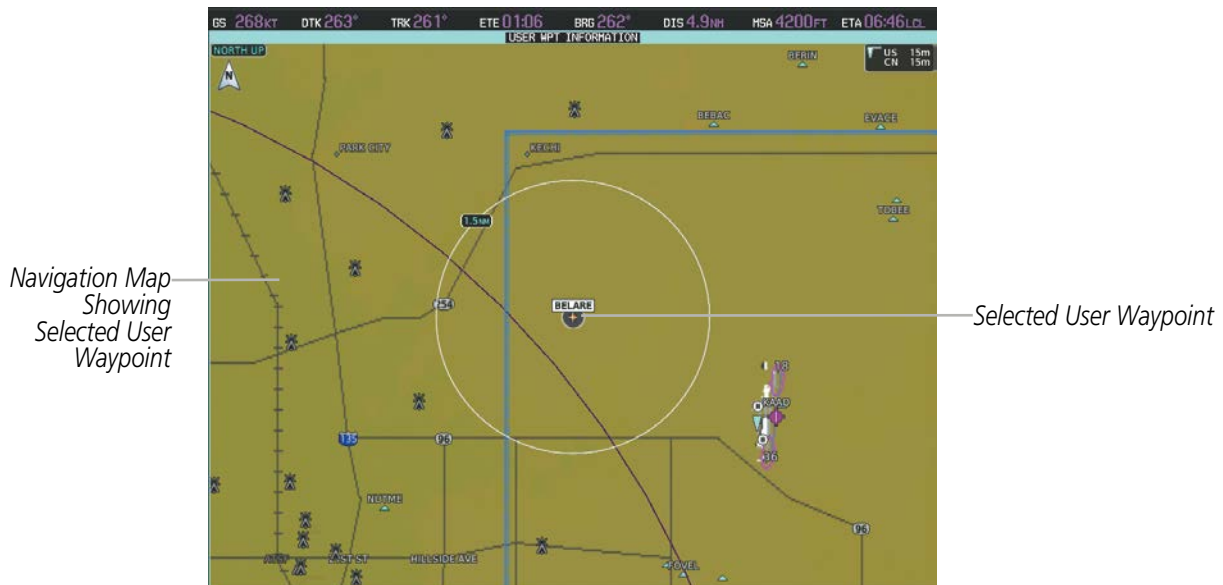 GS 268KT DTK 263° TRK 261° ETE 01:06 BRG 262° DIS 4.9NM MSA 4200FT ETA 06:46LCL
USER WPT INFORMATION
NORTH UP
N
US 15m
CN 15m
BERIN
BEBAC
EVACE
PARK CITY
KECHI
TOBEE
1.5NM
Navigation Map
Showing
Selected User
Waypoint
254
BELARE
Selected User Waypoint
18
KAAO
135
96
36
NUTME
96
21ST ST
HILLSIDE AVE
FOVEL